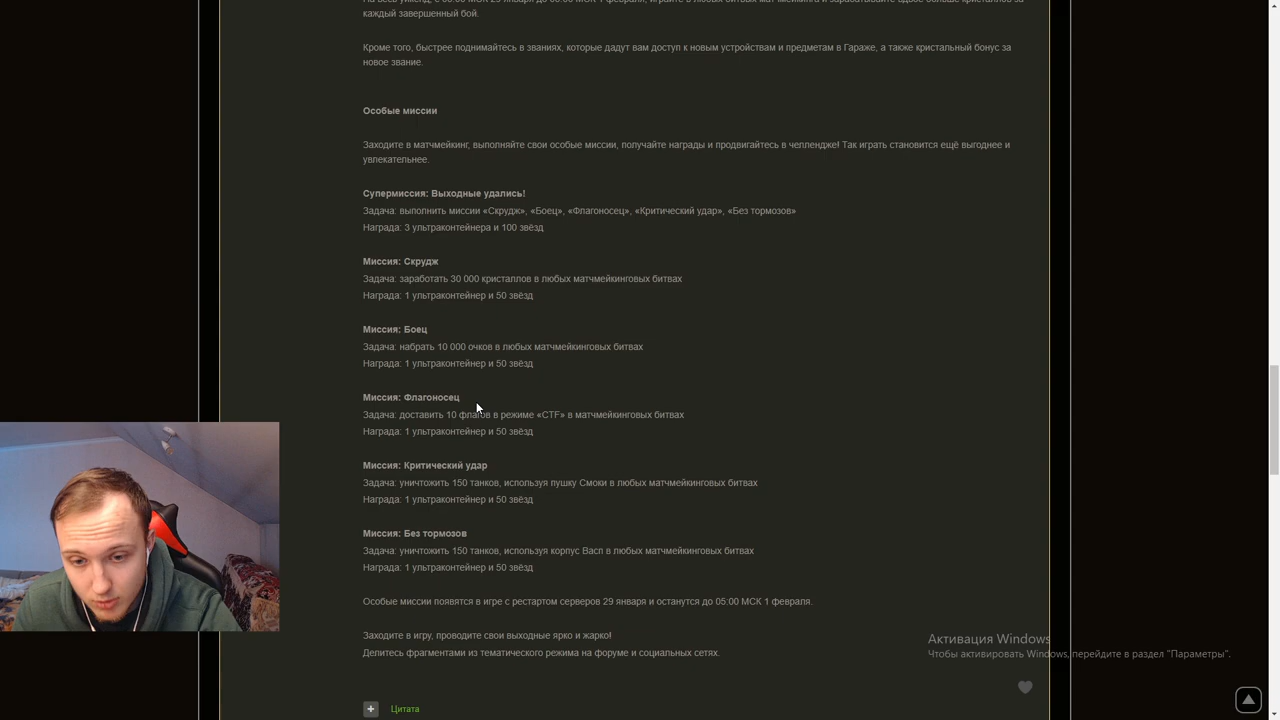 каждый завершенный бой.
Кроме того, быстрее поднимайтесь в званиях, которые дадут вам доступ к новым устройствам и предметам в Гараже, а также кристальный бонус за
новое звание.
Особые миссии
Заходите в матчмейкинг, выполняйте свои особые миссии, получайте награды и продвигайтесь в челлендже! Так играть становится ещё выгоднее и
увлекательнее.
Супермиссия: Выходные удались!
Задача: выполнить миссии «Скрудж», «Боец», «Флагоносец», «Критический удар», «Без тормозов»
Награда: 3 ультраконтейнера и 100 звёзд
Миссия: Скрудж
Задача: заработать 30 000 кристаллов в любых матчмейкинговых битвах
Награда: 1 ультраконтейнер и 50 звёзд
Миссия: Боец
Задача: набрать 10 000 очков в любых матчмейкинговых битвах
Награда: 1 ультраконтейнер и 50 звёзд
Миссия: Флагоносец
Задача: доставить 10 флагов в режиме «CTF» в матчмейкинговых битвах
Награда: 1 ультраконтейнер и 50 звёзд
Миссия: Критический удар
Задача: уничтожить 150 танков, используя пушку Смоки в любых матчмейкинговых битвах
Награда: 1 ультраконтейнер и 50 звёзд
Миссия: Без тормозов
Задача: уничтожить 150 танков, используя корпус Васп в любых матчмейкинговых битвах
Награда: 1 ультраконтейнер и 50 звёзд
Особые миссии появятся в игре с рестартом серверов 29 января и останутся до 05:00 МСК 1 февраля.
Заходите в игру, проводите свои выходные ярко и жарко!
Делитесь фрагментами из тематического режима на форуме и социальных сетях.
Активация Windows
Чтобы активировать Windows, перейдите в раздел "Параметры".
Цитата